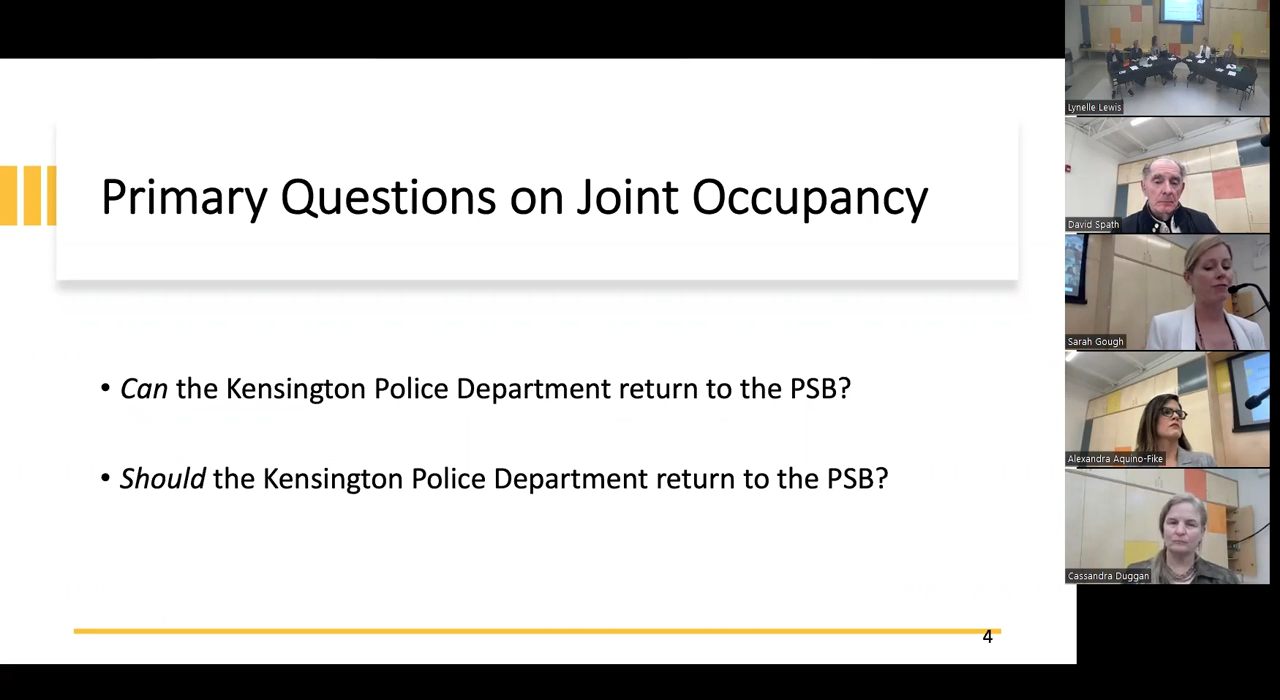 Primary Questions on Joint Occupancy
• Can the Kensington Police Department return to the PSB?
• Should the Kensington Police Department return to the PSB?
4
Lynelle Lewis
David Spath
Sarah Gough
Alexandra Aquino-Fike
Cassandra Duggan